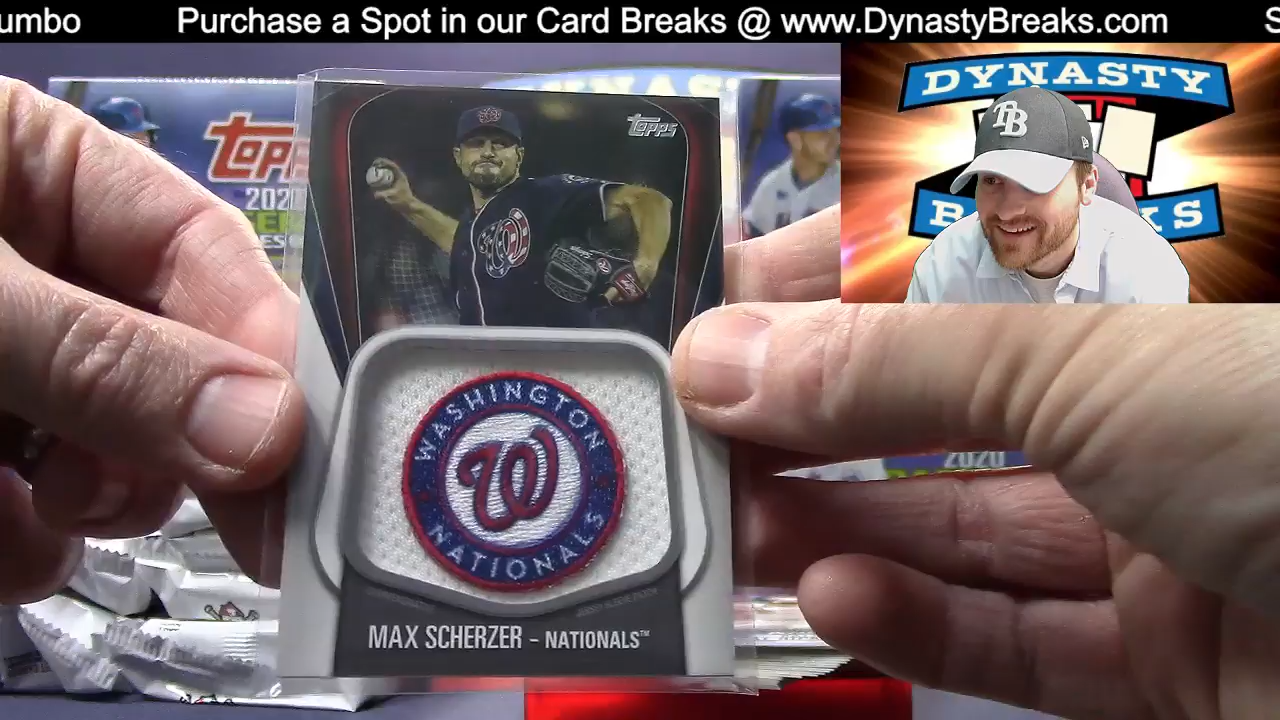 umbo Purchase a Spot in our Card Breaks @ www.DynastyBreaks.com S
Topps
DYNASTY
TB
Topps
202
WASHINGTON
W
NATIONALS
2020
MAX SCHERZER - NATIONALS™